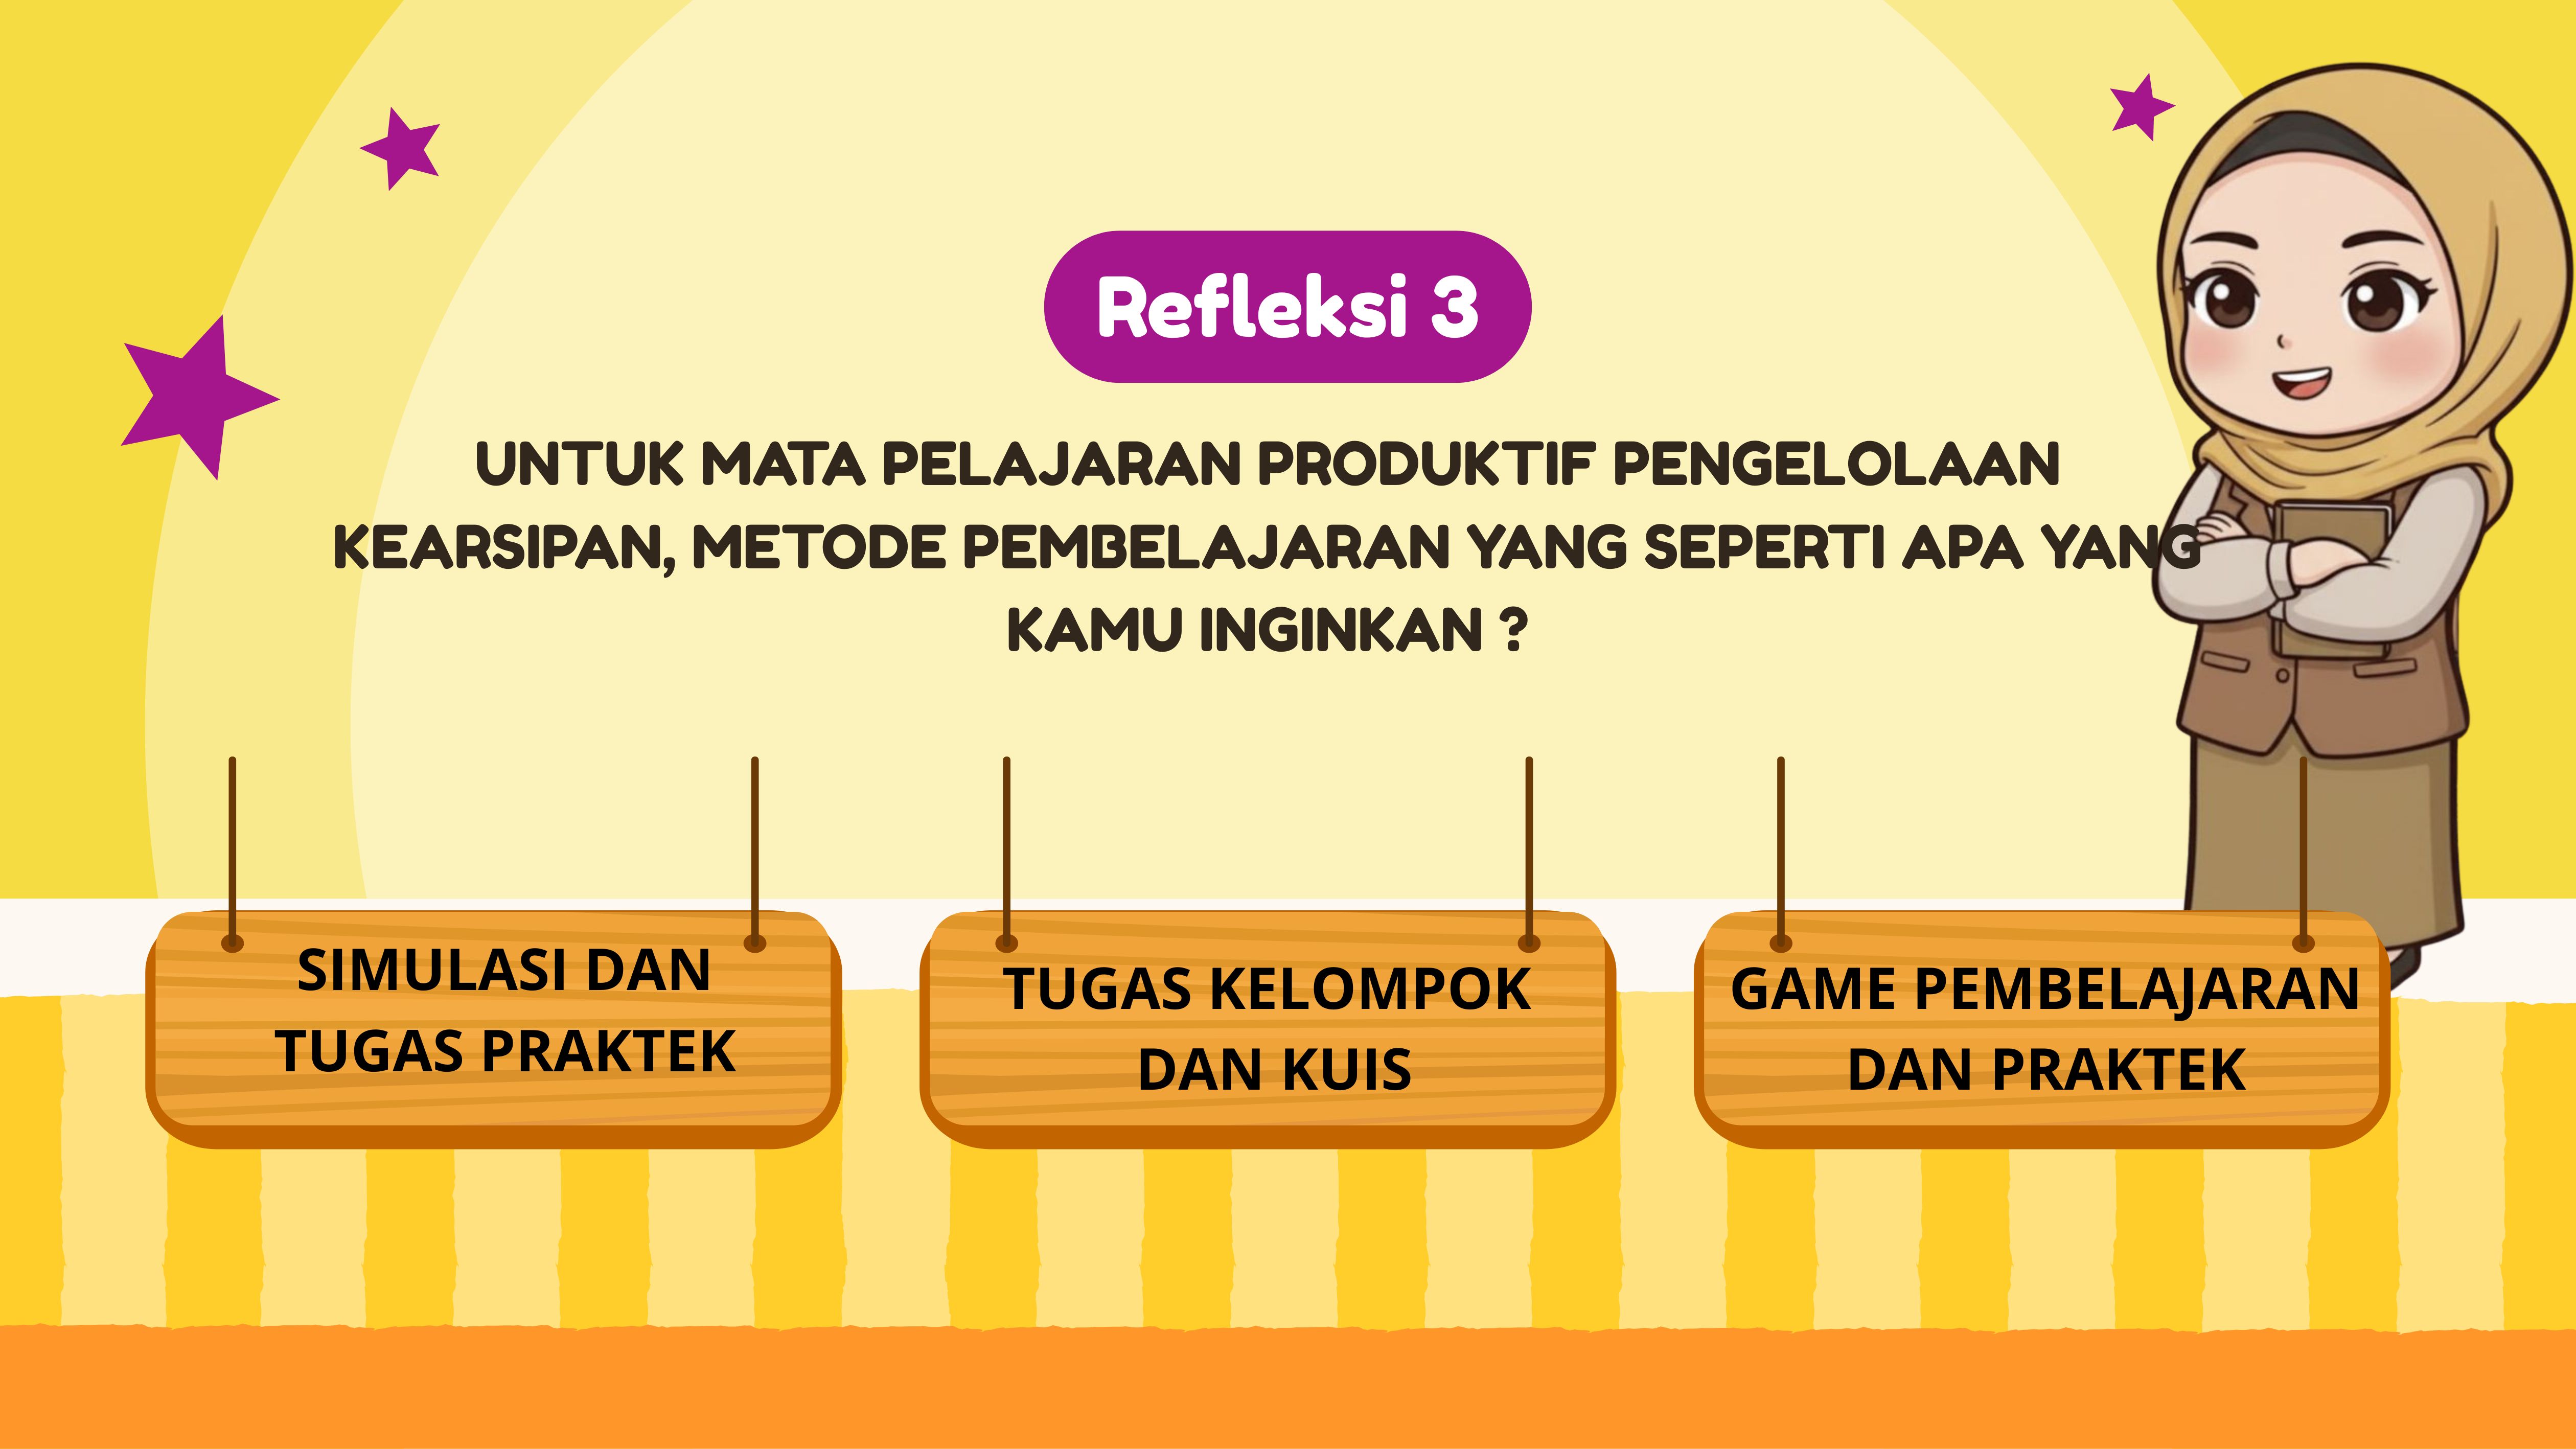 Refleksi 3
UNTUK MATA PELAJARAN PRODUKTIF PENGELOLAAN
KEARSIPAN, METODE PEMBELAJARAN YANG SEPERTI APA YANG
KAMU INGINKAN ?
SIMULASI DAN
TUGAS PRAKTEK
TUGAS KELOMPOK
DAN KUIS
GAME PEMBELAJARAN
DAN PRAKTEK